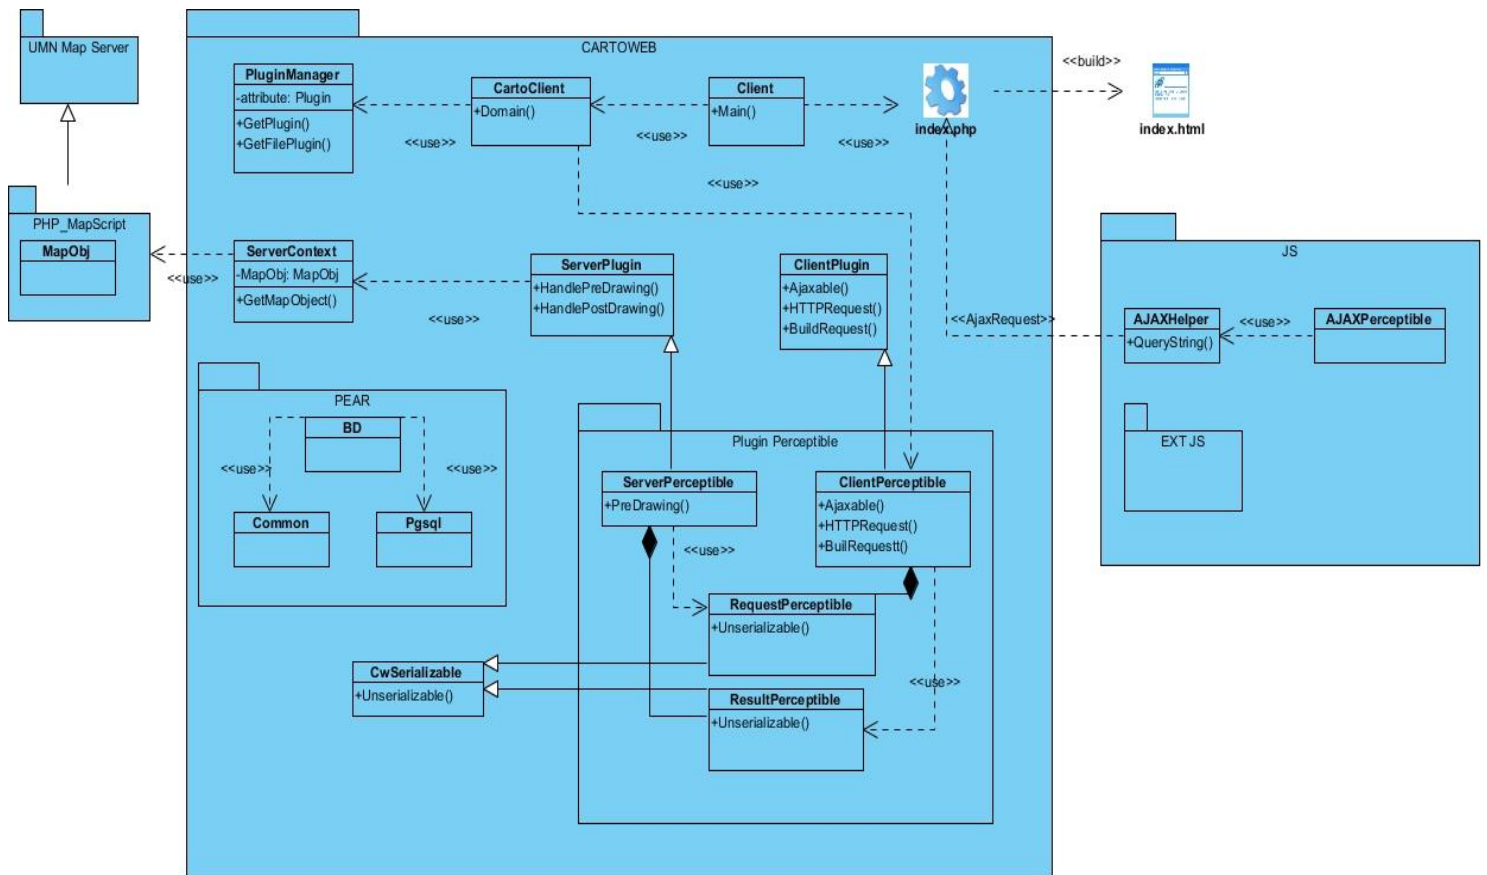 UMN Map Server
CARTOWEB
PluginManager
-attribute: Plugin
+GetPlugin()
+GetFilePlugin()
<<use>>
CartoClient
+Domain()
<<use>>
Client
+Main()
<<use>>
index.php
<<build>>
index.html
<<use>>
PHP_MapScript
MapObj
<<use>>
ServerContext
-MapObj: MapObj
+GetMapObject()
<<use>>
ServerPlugin
+HandlePreDrawing()
+HandlePostDrawing()
ClientPlugin
+Ajaxable()
+HTTPRequest()
+BuildRequest()
<<AjaxRequest>>
JS
AJAXHelper
+QueryString()
<<use>>
AJAXPerceptible
EXT JS
PEAR
BD
<<use>>
<<use>>
Common
Pgsql
Plugin Perceptible
ServerPerceptible
+PreDrawing()
<<use>>
ClientPerceptible
+Ajaxable()
+HTTPRequest()
+BuilRequestt()
RequestPerceptible
+Unserializable()
<<use>>
CwSerializable
+Unserializable()
ResultPerceptible
+Unserializable()